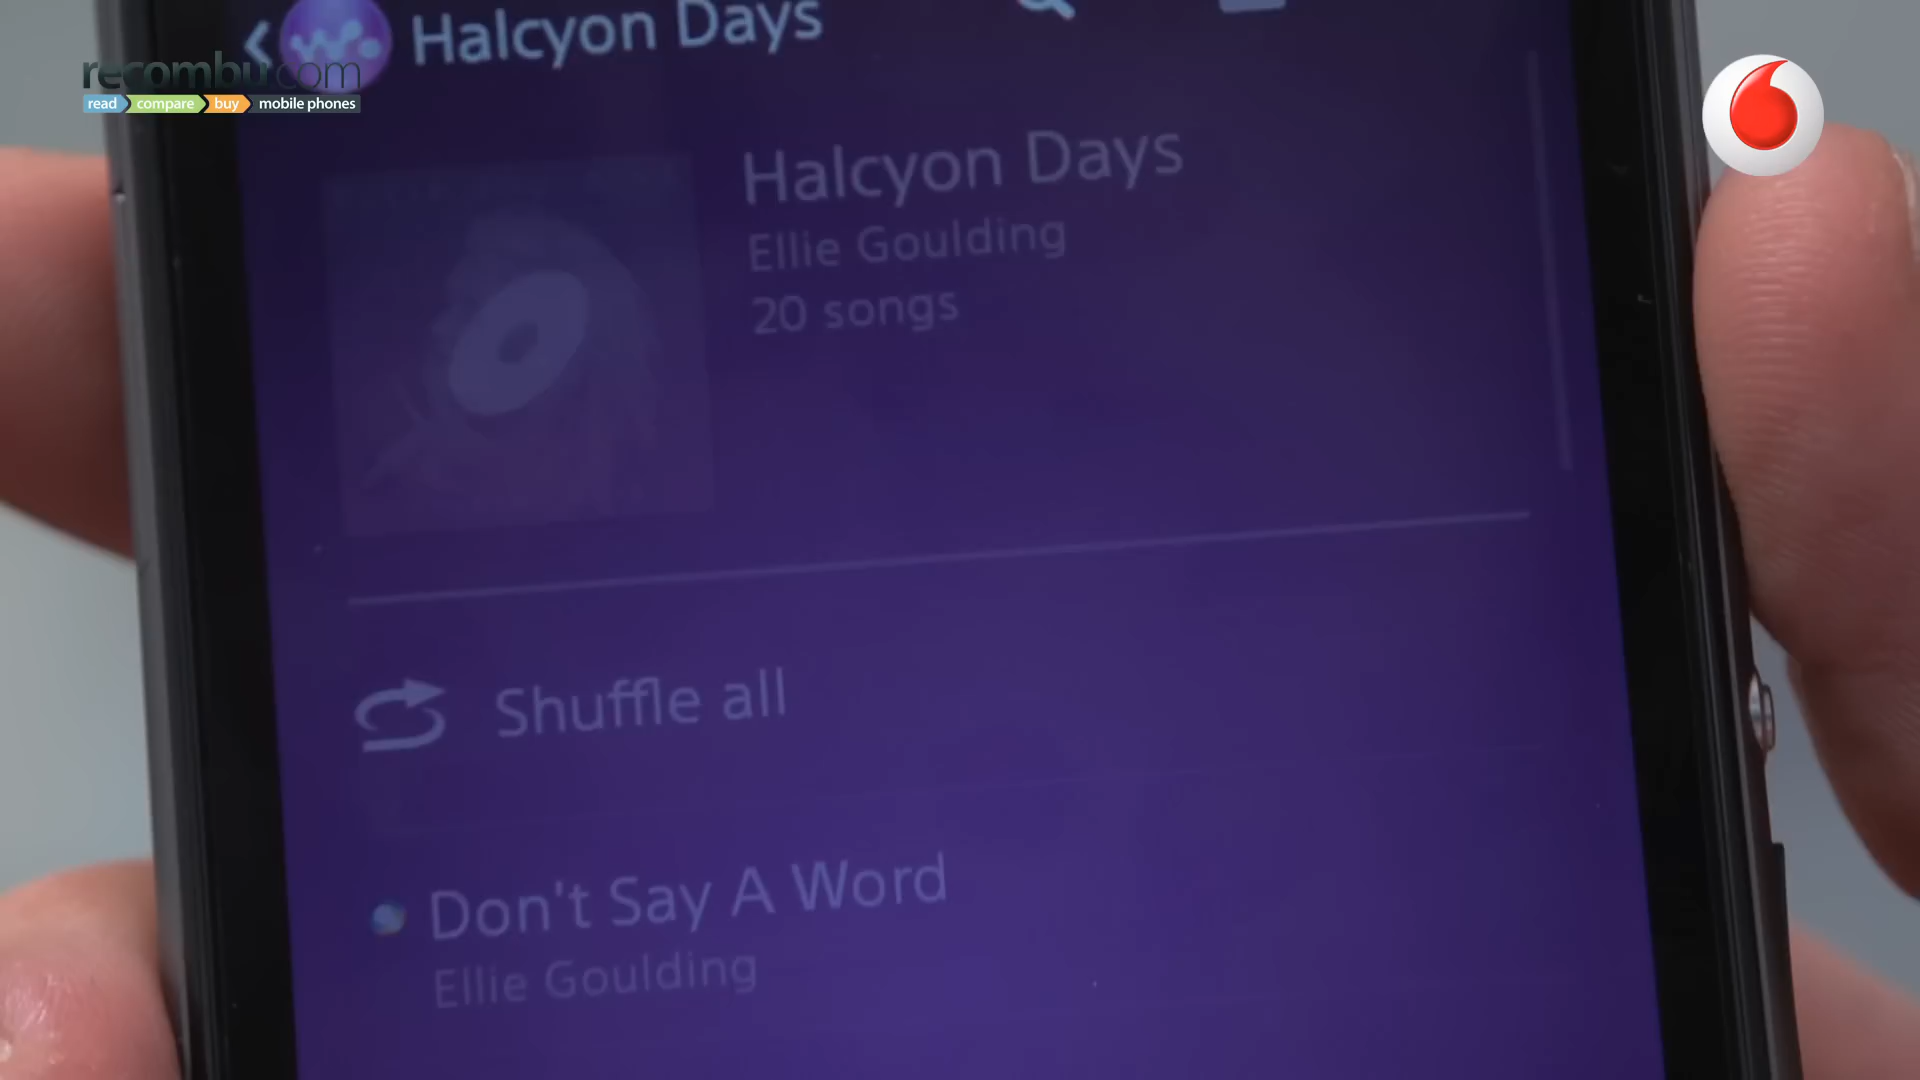 Halcyon Days
recombu.com
read compare buy mobile phones
Halcyon Days
Ellie Goulding
20 songs
Shuffle all
Don't Say A Word
Ellie Goulding